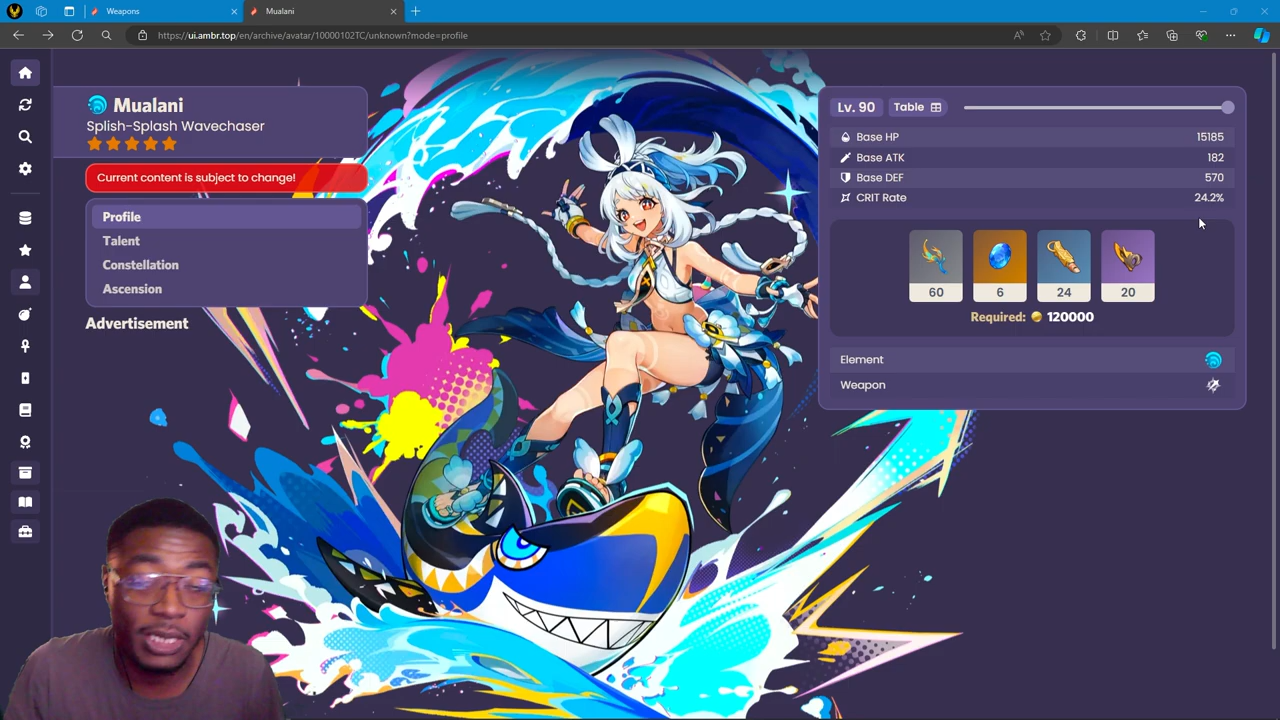 Weapons
Mualani
https://ui.ambr.top/en/archive/avatar/10000102TC/unknown?mode=profile
Mualani
Splish-Splash Wavechaser
Current content is subject to change!
Profile
Talent
Constellation
Ascension
Advertisement
Lv. 90
Table
Base HP 15185
Base ATK 182
Base DEF 570
CRIT Rate 24.2%
60 6 24 20
Required: 120000
Element
Weapon